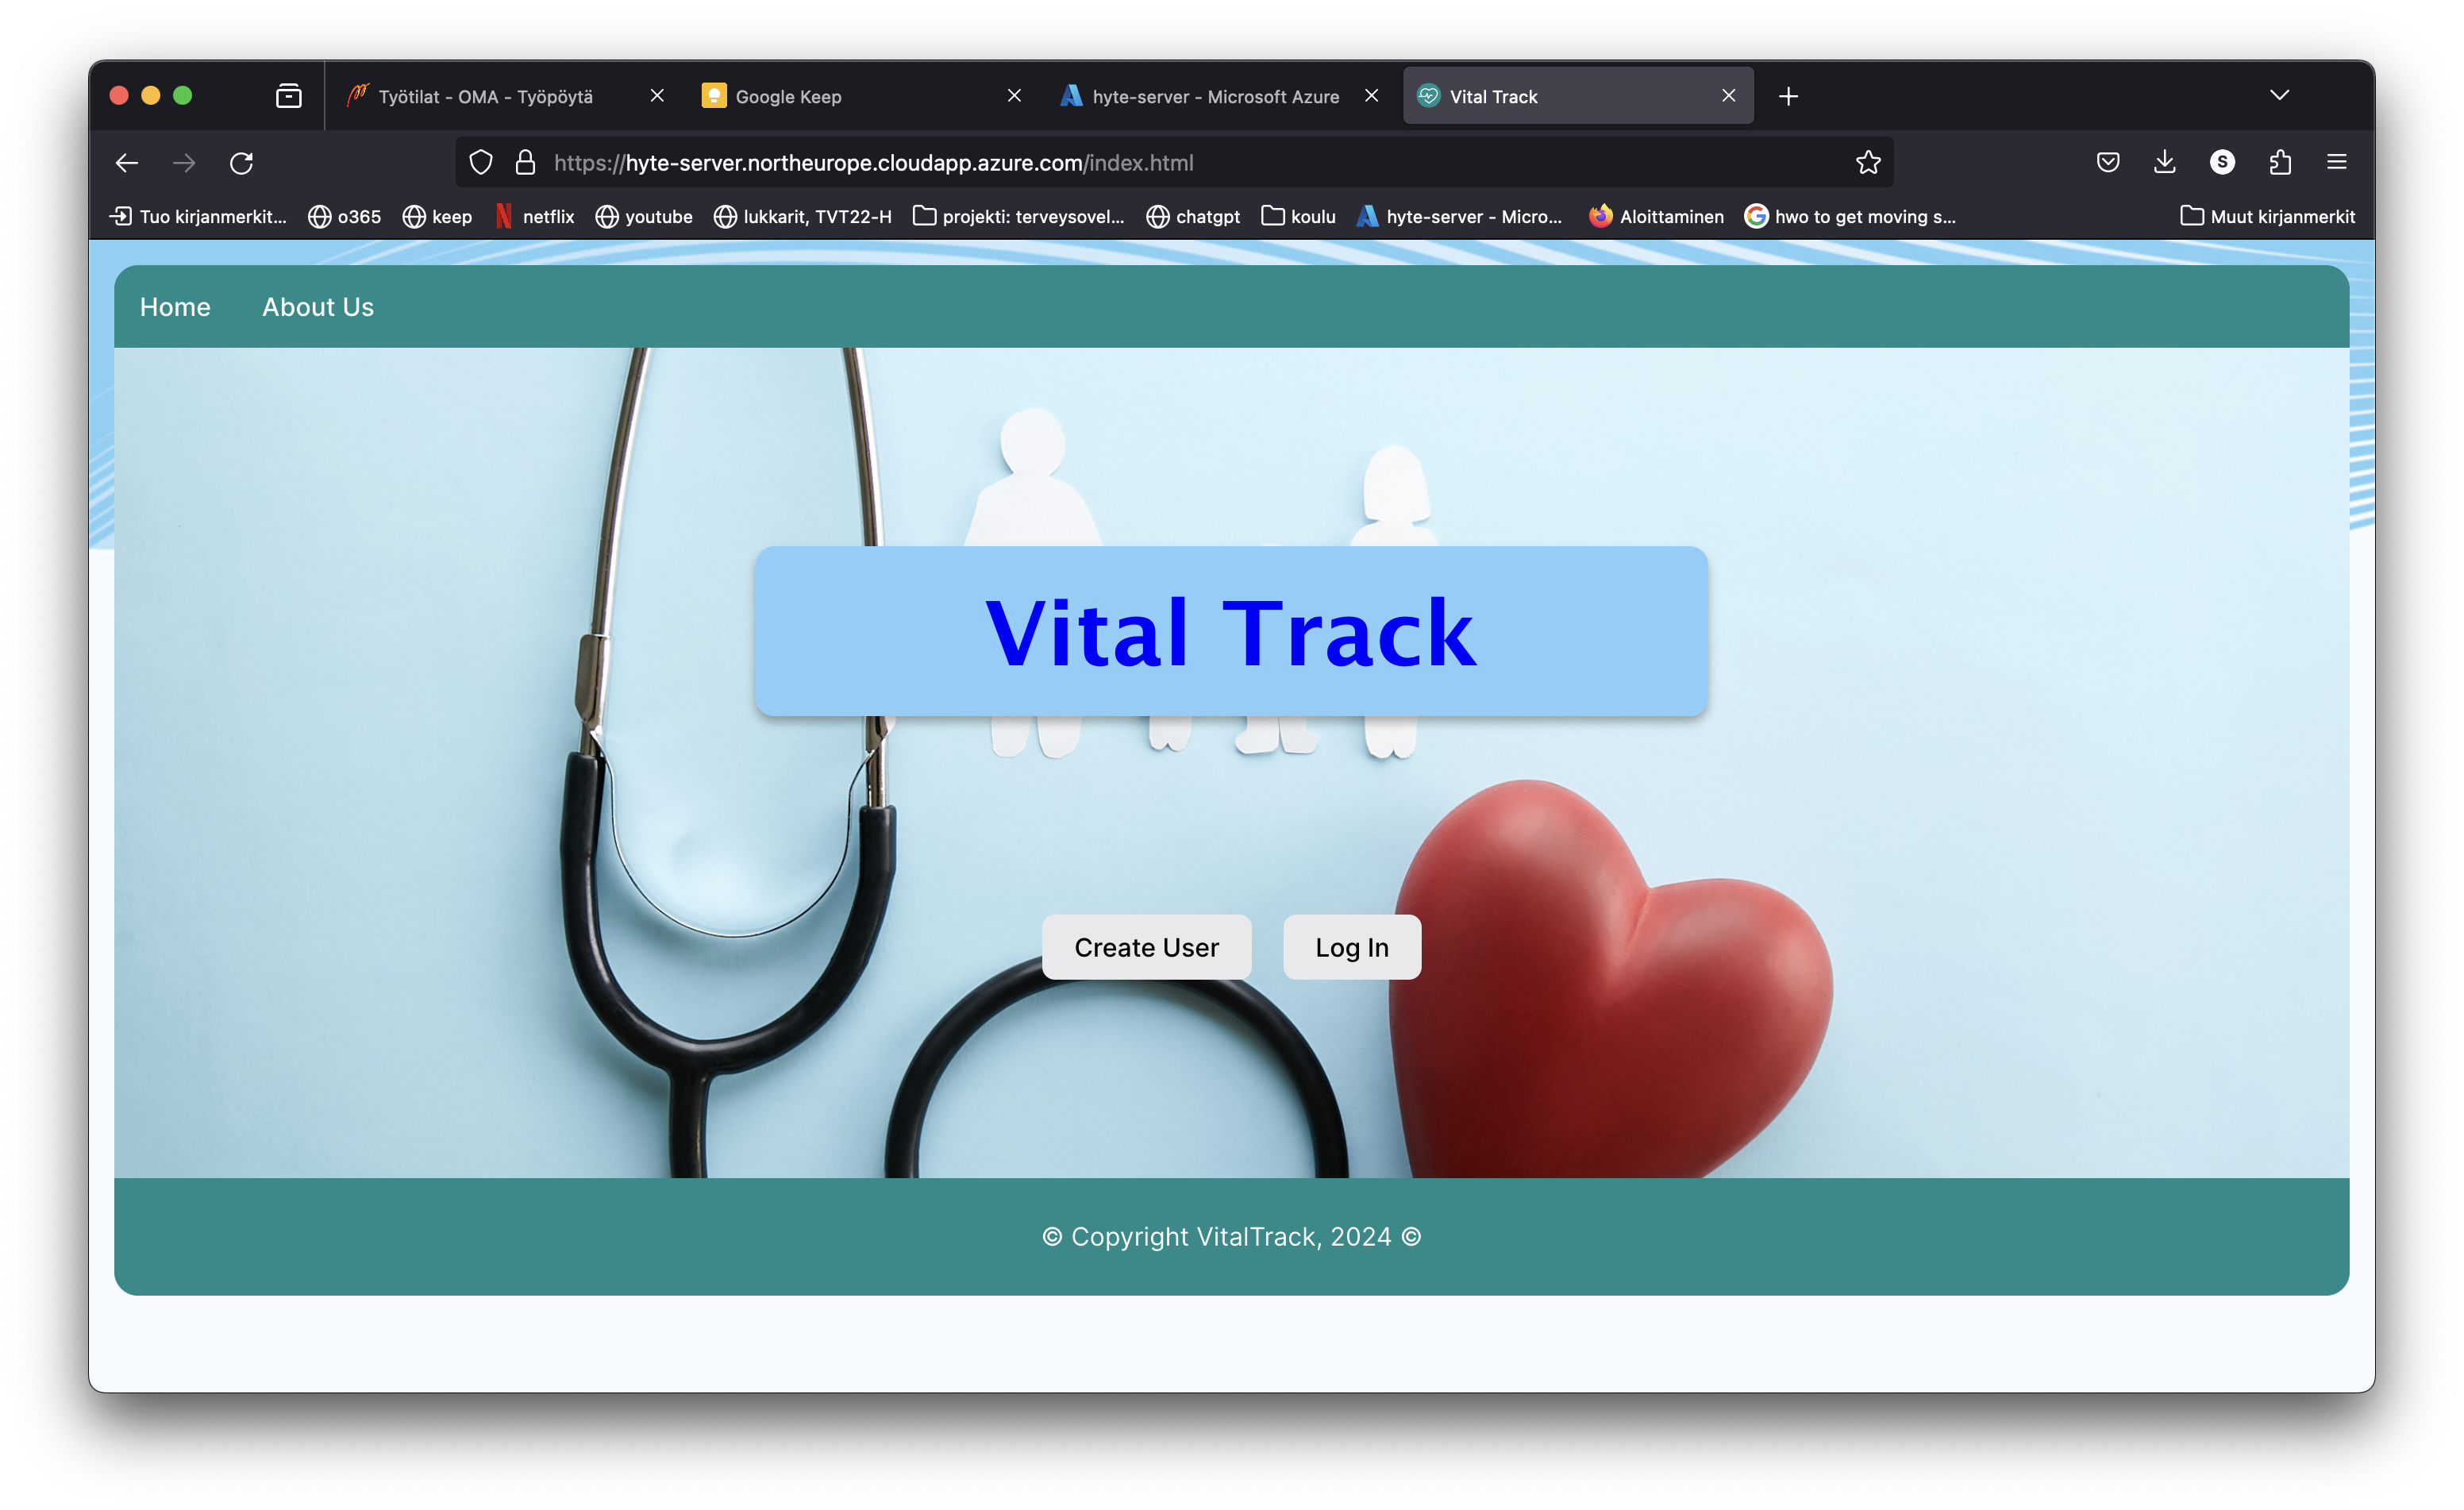 Työtilat - OMA - Työpöytä
Google Keep
hyte-server - Microsoft Azure
Vital Track
https://hyte-server.northeurope.cloudapp.azure.com/index.html
S
Tuo kirjanmerkit...
o365
keep
netflix
youtube
lukkarit, TVT22-H
projekti: terveysovel...
chatgpt
koulu
hyte-server - Micro...
Aloittaminen
hwo to get moving s...
Muut kirjanmerkit
Home
About Us
Vital Track
Create User
Log In
© Copyright VitalTrack, 2024 ©